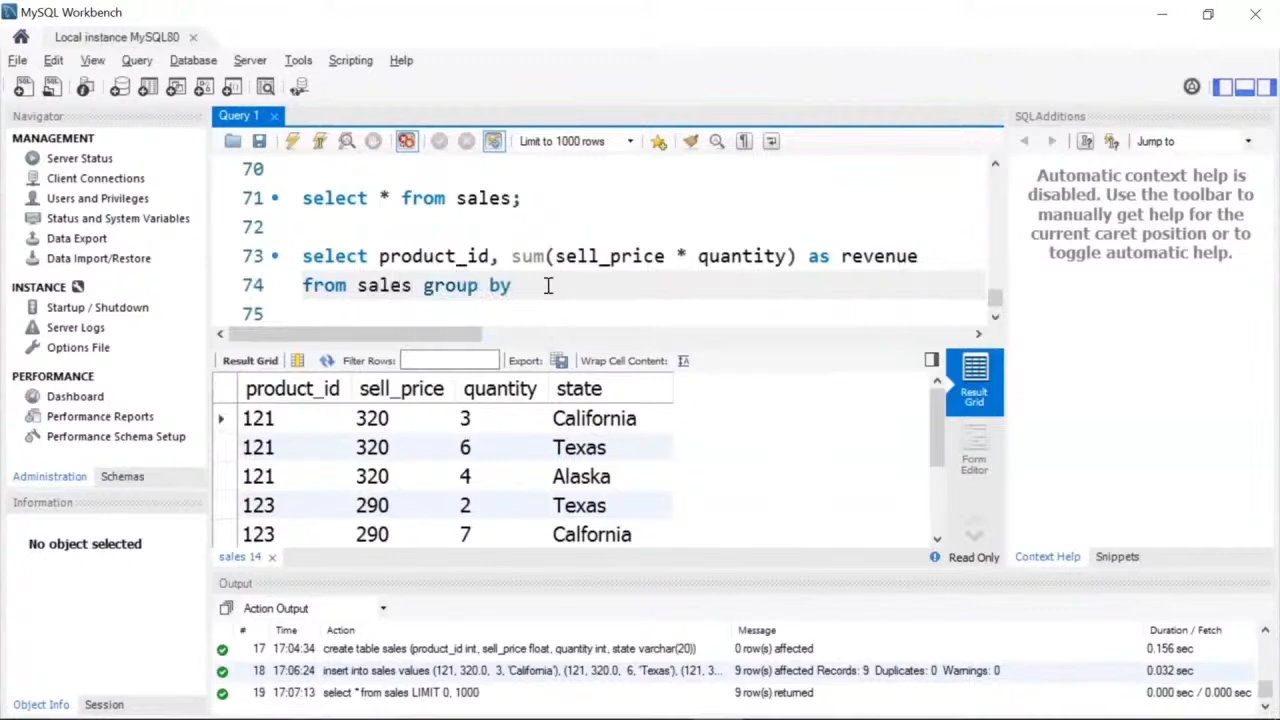 MySQL Workbench
Local instance MySQL80
File Edit View Query Database Server Tools Scripting Help
Navigator
MANAGEMENT
Server Status
Client Connections
Users and Privileges
Status and System Variables
Data Export
Data Import/Restore
INSTANCE
Startup / Shutdown
Server Logs
Options File
PERFORMANCE
Dashboard
Performance Reports
Performance Schema Setup
Administration Schemas
Information
No object selected
Object Info Session
Query 1
Limit to 1000 rows
70
71 select * from sales;
72
73 select product_id, sum(sell_price * quantity) as revenue
74 from sales group by
75
Result Grid Filter Rows: Export: Wrap Cell Content:
product_id sell_price quantity state
121 320 3 California
121 320 6 Texas
121 320 4 Alaska
123 290 2 Texas
123 290 7 Calfornia
Result Grid
Form Editor
sales 14
Read Only
SQLAdditions
Jump to
Automatic context help is
disabled. Use the toolbar to
manually get help for the
current caret position or to
toggle automatic help.
Context Help Snippets
Output
Action Output
# Time Action Message Duration / Fetch
17 17:04:34 create table sales (product_id int, sell_price float, quantity int, state varchar(20)) 0 row(s) affected 0.156 sec
18 17:06:24 insert into sales values (121, 320.0, 3, 'California'), (121, 320.0, 6, 'Texas'), (121, 3... 9 row(s) affected Records: 9 Duplicates: 0 Warnings: 0 0.032 sec
19 17:07:13 select * from sales LIMIT 0, 1000 9 row(s) returned 0.000 sec / 0.000 sec